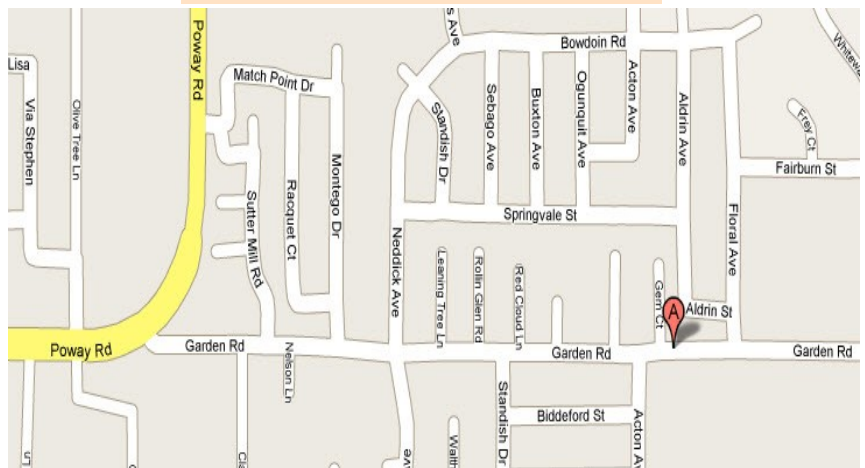 s Ave
Bowdoin Rd
Poway Rd
Lisa
Match Point Dr
Via Stephen
Olive Tree Ln
Standish Dr
Sebago Ave
Buxton Ave
Ogunquit Ave
Acton Ave
Aldrin Ave
Frey Ct
Fairburn St
Montego Dr
Racquet Ct
Sutter Mill Rd
Springvale St
Neddick Ave
Floral Ave
Leaning Tree Ln
Rollin Glen Rd
Red Cloud Ln
Gem Ct
A
Aldrin St
Poway Rd
Garden Rd
Nelson Ln
Garden Rd
Garden Rd
Standish Dr
Biddeford St
Acton Av